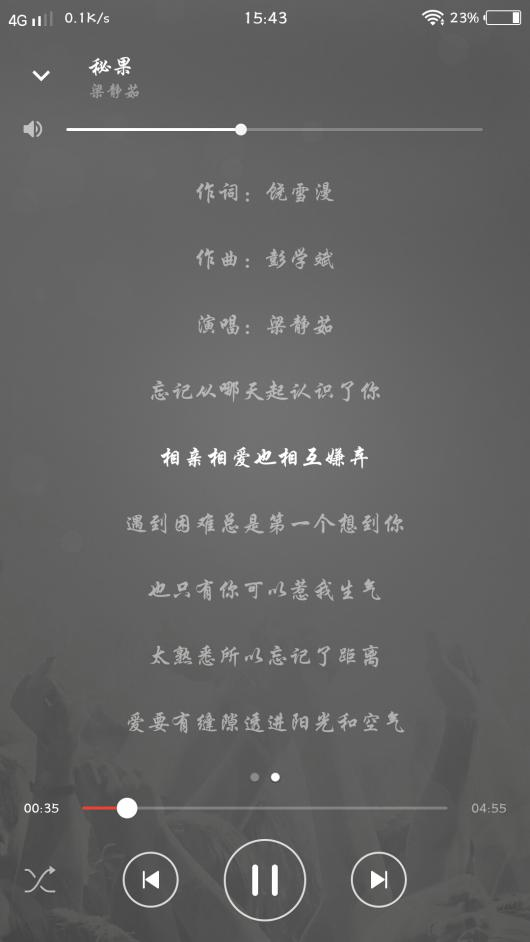 4G 0.1K/s 15:43 23%
秘果
梁静茹
作词：饶雪漫
作曲：彭学斌
演唱：梁静茹
忘记从哪天起认识了你
相亲相爱也相互嫌弃
遇到困难总是第一个想到你
也只有你可以惹我生气
太熟悉所以忘记了距离
爱要有缝隙透进阳光和空气
00:35 04:55